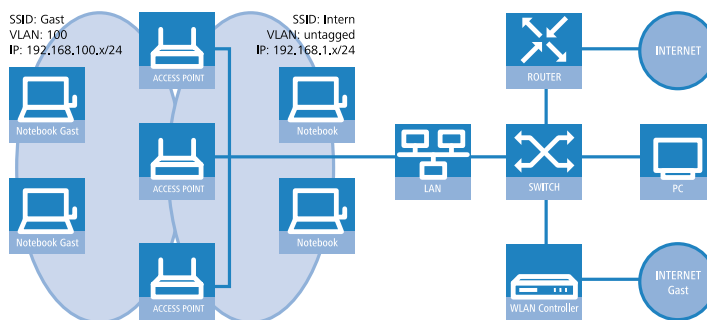 SSID: Gast
VLAN: 100
IP: 192.168.100.x/24
SSID: Intern
VLAN: untagged
IP: 192.168.1.x/24
ACCESS POINT
ROUTER
INTERNET
Notebook Gast
Notebook
ACCESS POINT
LAN
SWITCH
PC
Notebook Gast
Notebook
ACCESS POINT
WLAN Controller
INTERNET
Gast